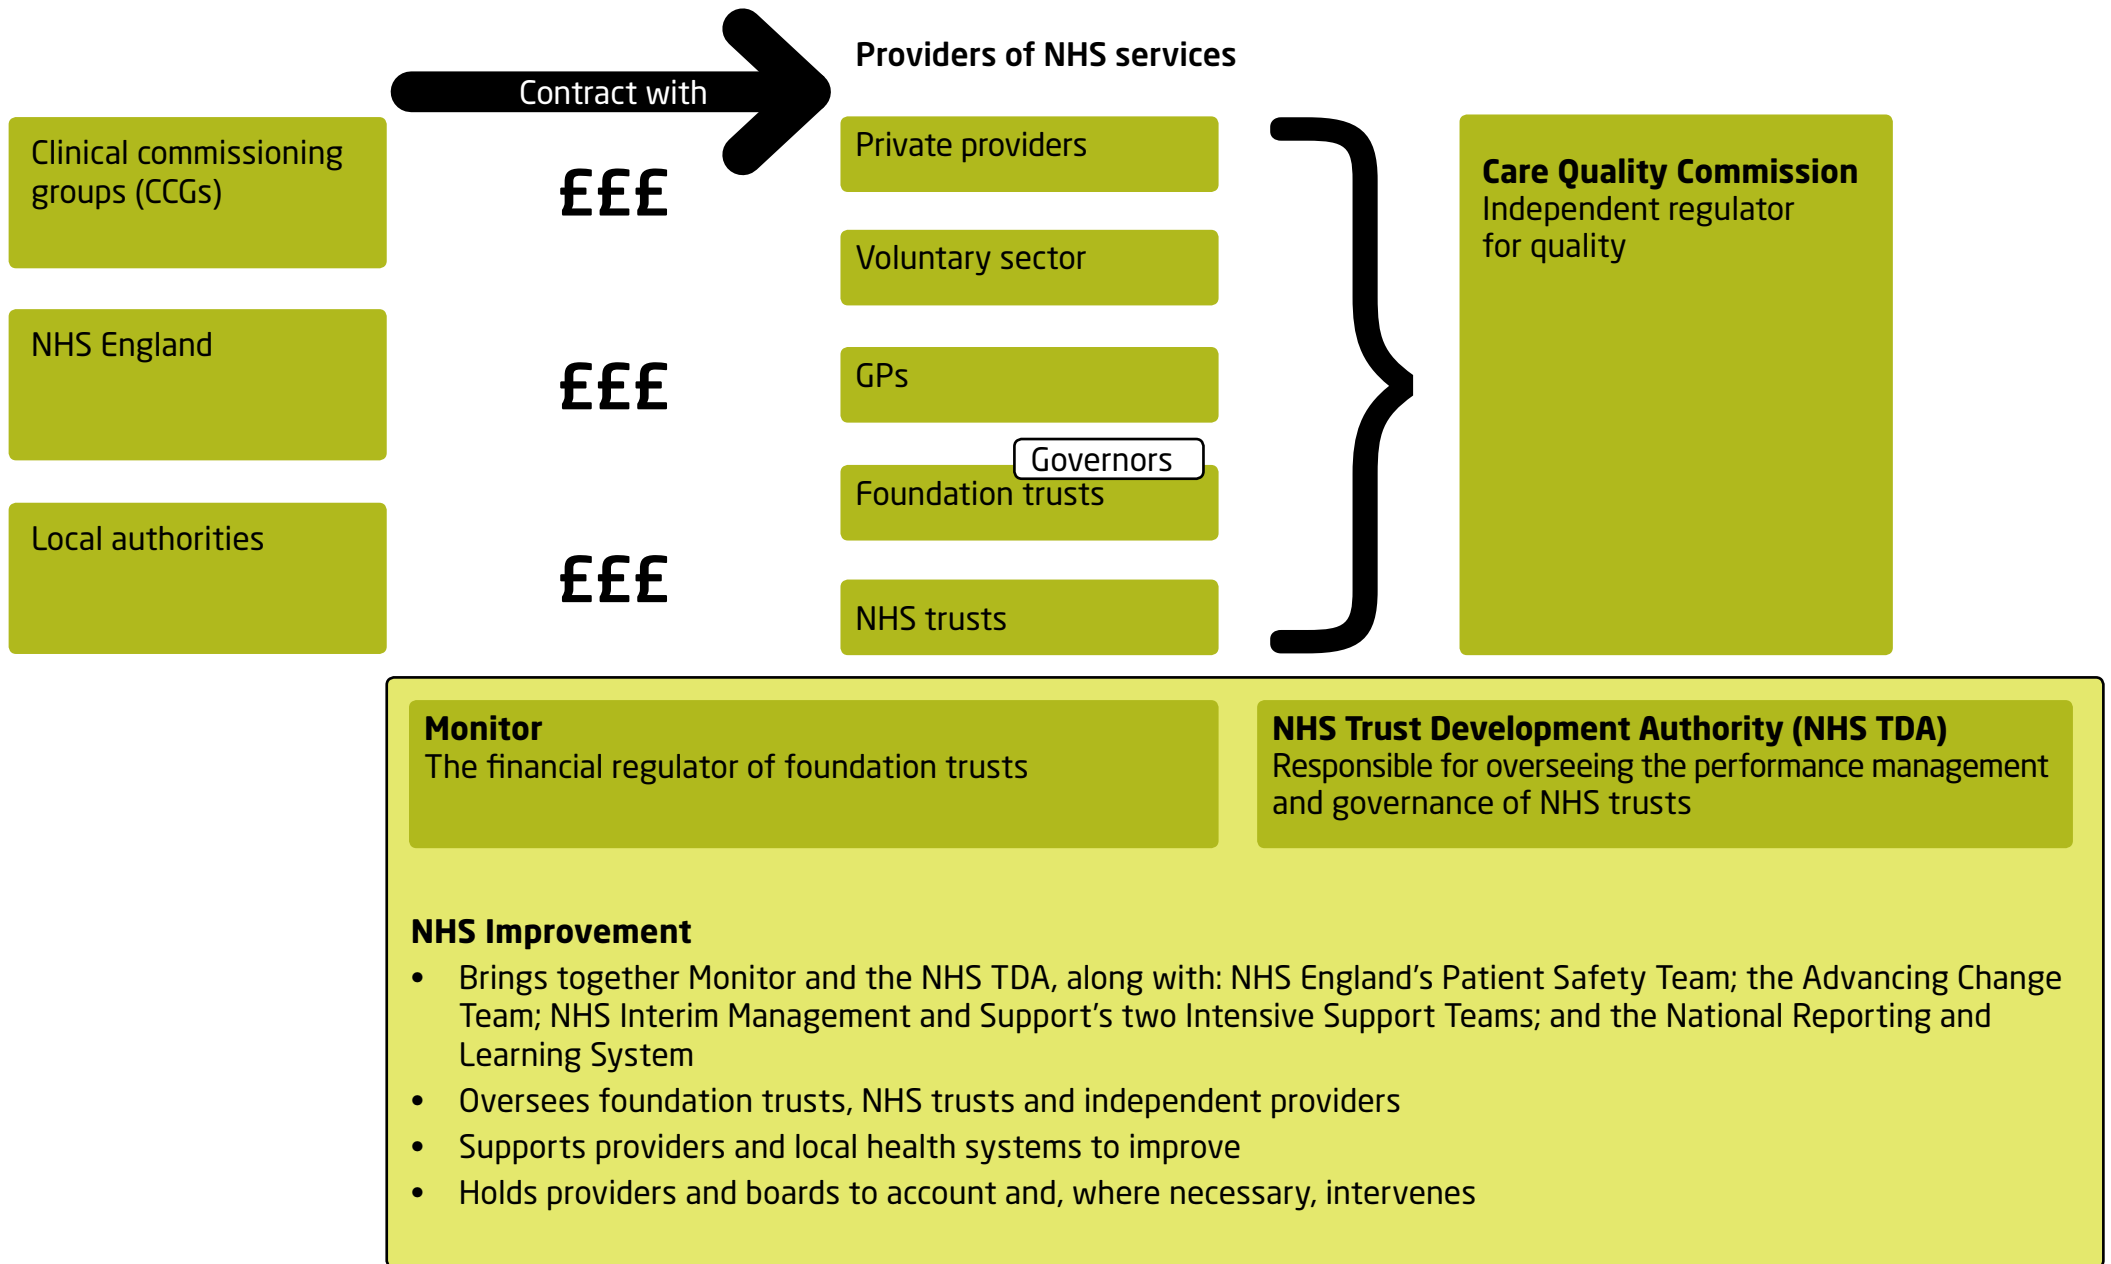 Providers of NHS services
Contract with
Clinical commissioning
groups (CCGs)
NHS England
Local authorities
£££
£££
£££
Private providers
Voluntary sector
GPs
Governors
Foundation trusts
NHS trusts
Care Quality Commission
Independent regulator
for quality
Monitor
The financial regulator of foundation trusts
NHS Trust Development Authority (NHS TDA)
Responsible for overseeing the performance management
and governance of NHS trusts
NHS Improvement
• Brings together Monitor and the NHS TDA, along with: NHS England’s Patient Safety Team; the Advancing Change
Team; NHS Interim Management and Support’s two Intensive Support Teams; and the National Reporting and
Learning System
• Oversees foundation trusts, NHS trusts and independent providers
• Supports providers and local health systems to improve
• Holds providers and boards to account and, where necessary, intervenes